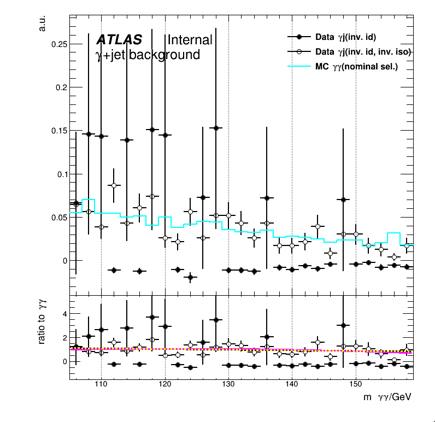 a.u.
0.25
0.2
0.15
0.1
0.05
0
ATLAS Internal
γ+jet background
Data γj(inv. id)
Data γj(inv. id, inv. iso)
MC γγ(nominal sel.)
ratio to γγ
4
2
0
110 120 130 140 150
m γγ/GeV